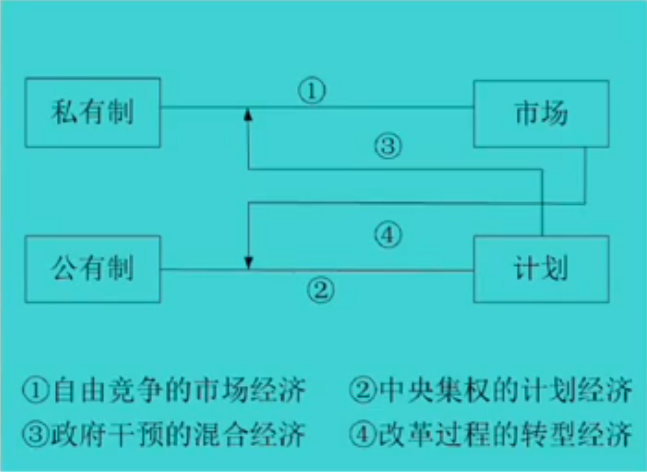 ①
私有制
市场
③
④
公有制
计划
②
①自由竞争的市场经济 ②中央集权的计划经济
③政府干预的混合经济 ④改革过程的转型经济